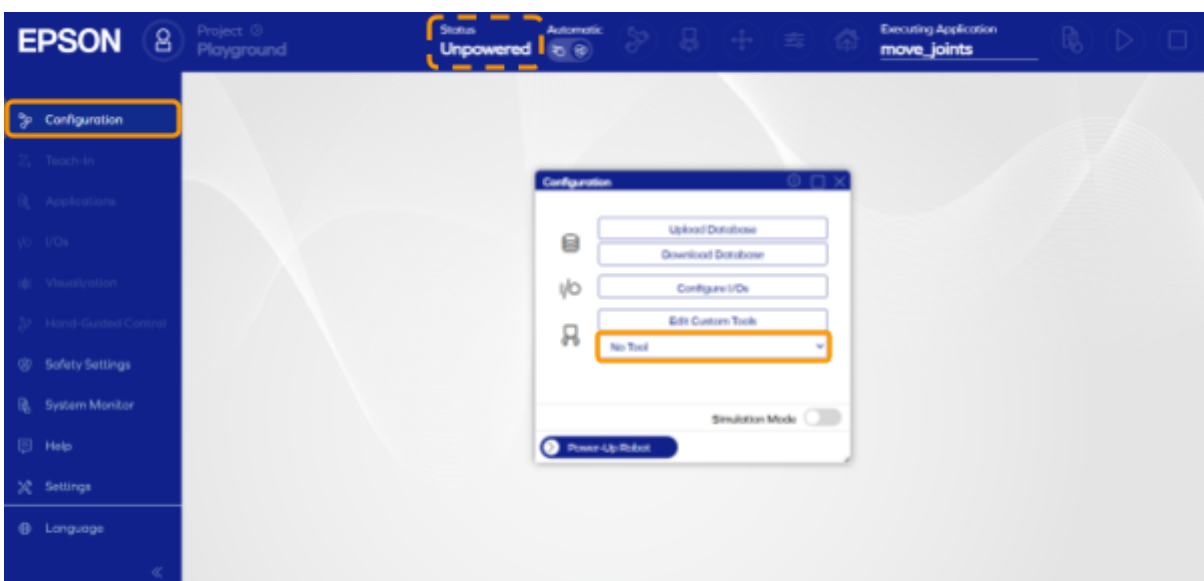 EPSON
Project
Playground
Status
Unpowered
Automatic
Executing Application
move_joints
Configuration
Teach-In
Applications
I/Os
Visualization
Hand-Guided Control
Safety Settings
System Monitor
Help
Settings
Language
Configuration
Upload Database
Download Database
I/O
Configure I/Os
Edit Custom Tools
No Tool
Simulation Mode
Power-Up Robot